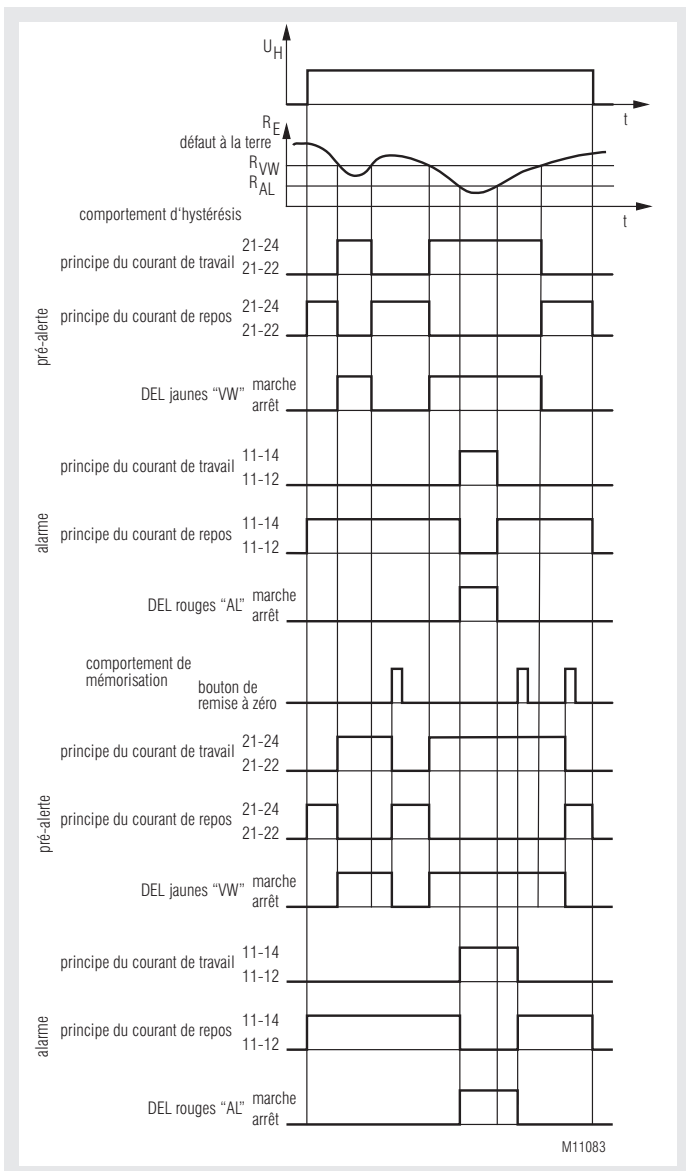 UH
t
RE
défaut à la terre
RVW
RAL
t
comportement d'hystérésis
pré-alerte
principe du courant de travail 21-24
21-22
principe du courant de repos 21-24
21-22
DEL jaunes “VW” marche
arrêt
alarme
principe du courant de travail 11-14
11-12
principe du courant de repos 11-14
11-12
DEL rouges “AL” marche
arrêt
comportement de
mémorisation
bouton de
remise à zéro
pré-alerte
principe du courant de travail 21-24
21-22
principe du courant de repos 21-24
21-22
DEL jaunes “VW” marche
arrêt
alarme
principe du courant de travail 11-14
11-12
principe du courant de repos 11-14
11-12
DEL rouges “AL” marche
arrêt
M11083